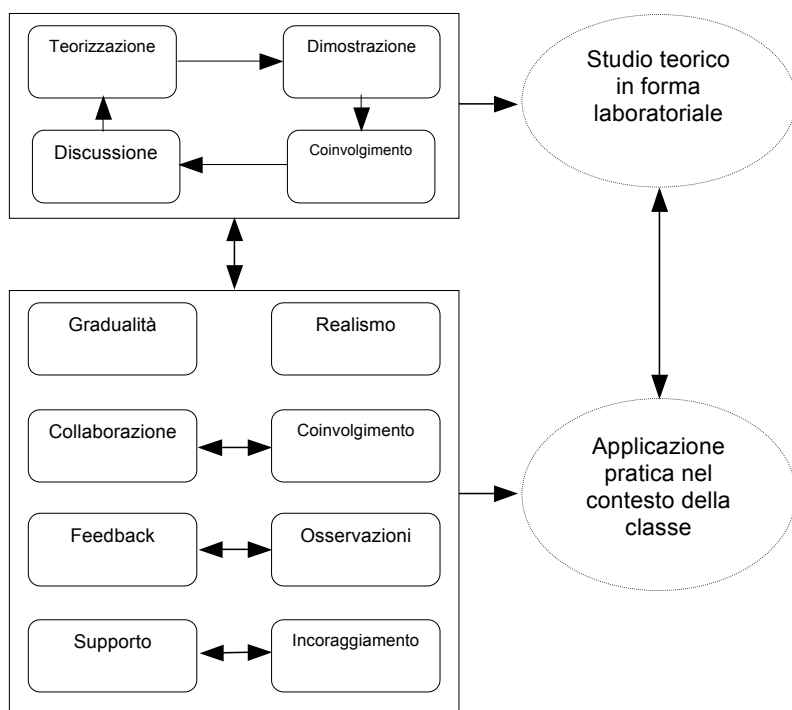 Teorizzazione
Dimostrazione
Discussione
Coinvolgimento
Studio teorico
in forma
laboratoriale
Gradualità
Realismo
Collaborazione
Coinvolgimento
Feedback
Osservazioni
Supporto
Incoraggiamento
Applicazione
pratica nel
contesto della
classe